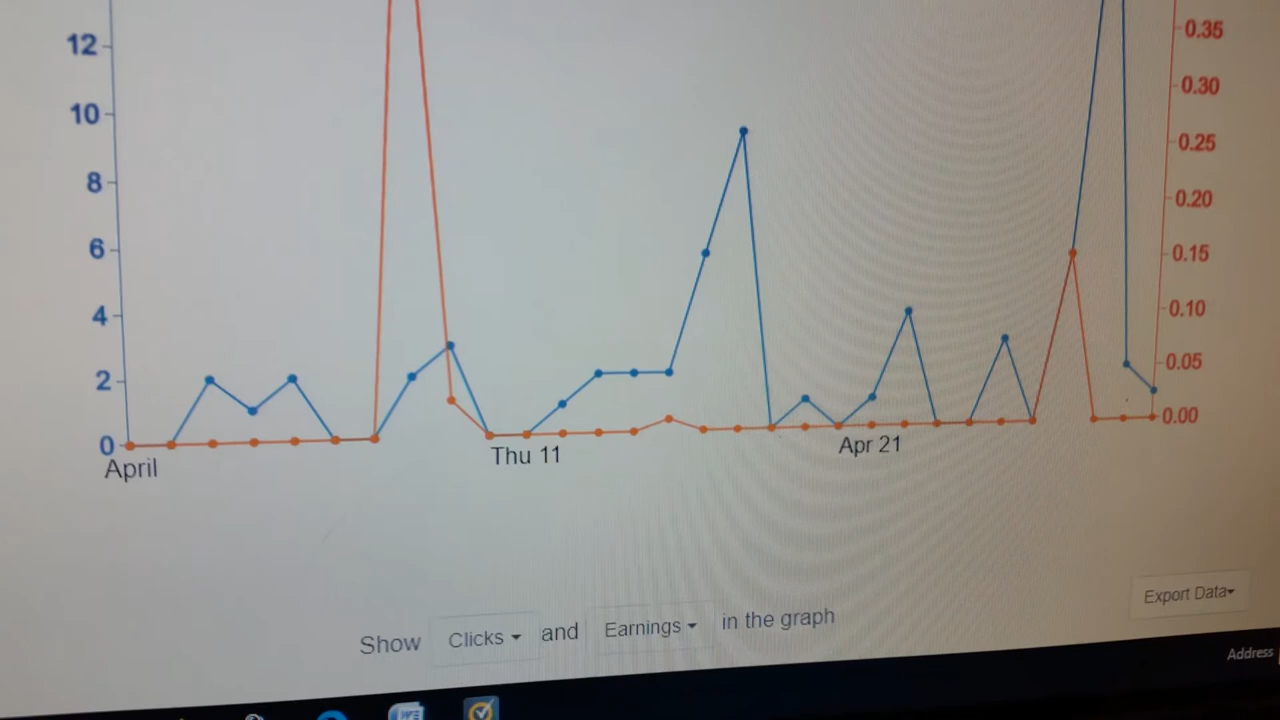 12
10
8
6
4
2
0
0.35
0.30
0.25
0.20
0.15
0.10
0.05
0.00
April
Thu 11
Apr 21
Show Clicks and Earnings in the graph
Export Data
Address